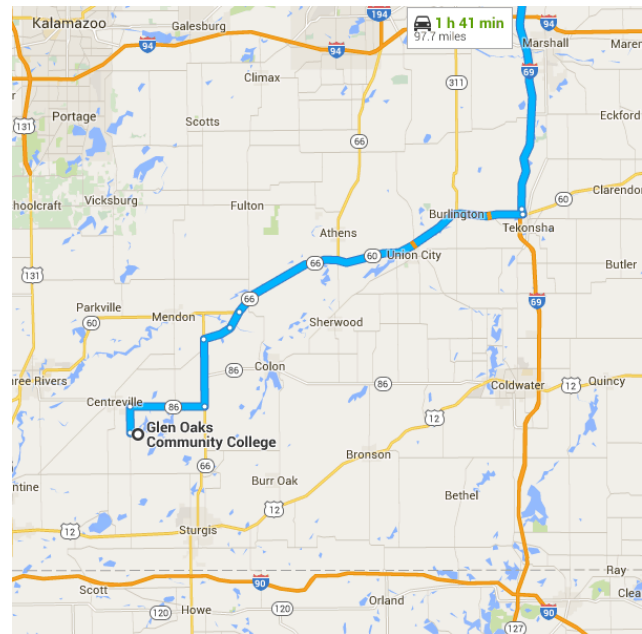 Kalamazoo
Galesburg
194
1 h 41 min
97.7 miles
94
94
94
Marshall
Maren
Climax
69
311
131
Portage
Scotts
Eckford
66
Vicksburg
choolcraft
Fulton
Burlington
60
Clarendon
Tekonsha
Athens
60
Union City
66
Butler
131
66
Parkville
Mendon
69
60
Sherwood
Colon
86
86
ree Rivers
Coldwater
12
Quincy
Centreville
86
12
Glen Oaks
Community College
66
Bronson
ntine
Burr Oak
Bethel
12
Sturgis
12
12
Ray
90
Scott
120
Orland
Clea
Howe
120
90
127